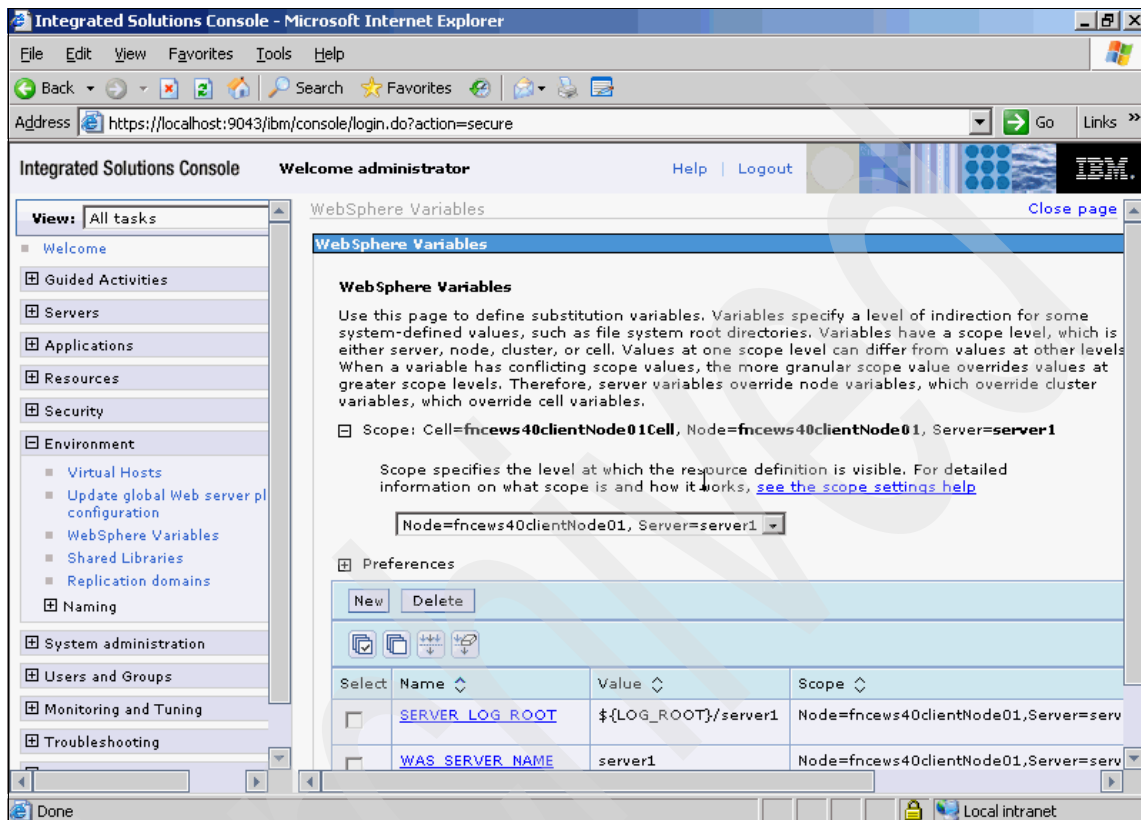 Integrated Solutions Console - Microsoft Internet Explorer
File Edit View Favorites Tools Help
Back Search Favorites
Address https://localhost:9043/ibm/console/login.do?action=secure Go Links »
Integrated Solutions Console Welcome administrator Help | Logout IBM.
View: All tasks
Welcome
Guided Activities
Servers
Applications
Resources
Security
Environment
Virtual Hosts
Update global Web server pl
configuration
WebSphere Variables
Shared Libraries
Replication domains
Naming
System administration
Users and Groups
Monitoring and Tuning
Troubleshooting
WebSphere Variables Close page
WebSphere Variables
WebSphere Variables
Use this page to define substitution variables. Variables specify a level of indirection for some
system-defined values, such as file system root directories. Variables have a scope level, which is
either server, node, cluster, or cell. Values at one scope level can differ from values at other levels
When a variable has conflicting scope values, the more granular scope value overrides values at
greater scope levels. Therefore, server variables override node variables, which override cluster
variables, which override cell variables.
Scope: Cell=fncews40clientNode01Cell, Node=fncews40clientNode01, Server=server1
Scope specifies the level at which the resource definition is visible. For detailed
information on what scope is and how it works, see the scope settings help
Node=fncews40clientNode01, Server=server1
Preferences
New Delete
Select Name Value Scope
SERVER_LOG_ROOT ${LOG_ROOT}/server1 Node=fncews40clientNode01,Server=serv
WAS_SERVER_NAME server1 Node=fncews40clientNode01,Server=serv
Done Local intranet